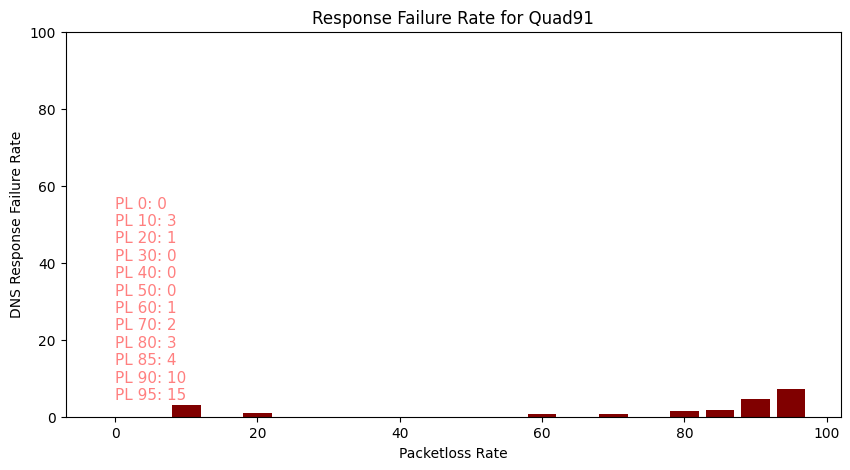 Response Failure Rate for Quad91
100
80
60
40
20
0
DNS Response Failure Rate
PL 0: 0
PL 10: 3
PL 20: 1
PL 30: 0
PL 40: 0
PL 50: 0
PL 60: 1
PL 70: 2
PL 80: 3
PL 85: 4
PL 90: 10
PL 95: 15
0 20 40 60 80 100
Packetloss Rate